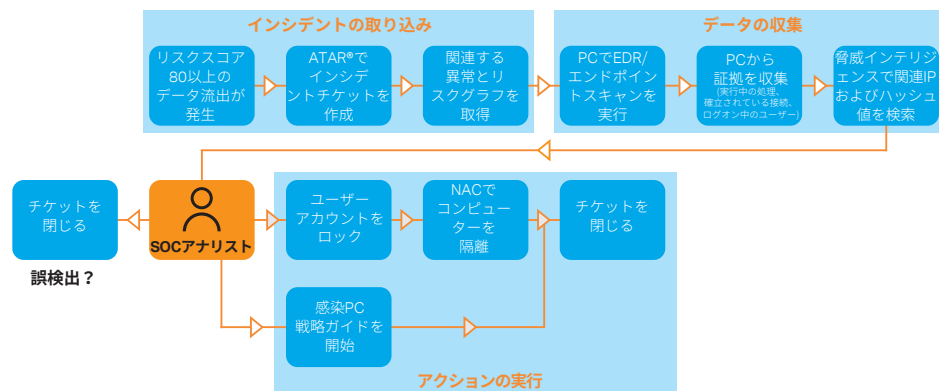 インシデントの取り込み
データの収集
リスクスコア
80以上の
データ流出が
発生
ATAR®で
インシデ
ントチケットを
作成
関連する
異常とリ
スクグラフを
取得
PCでEDR/
エンドポイン
トスキャンを
実行
PCから
証拠を収集
(実行中の処理、
確立されている接続、
ログオン中のユーザー)
脅威インテリジ
ェンスで関連IP
およびハッシュ
値を検索
チケットを
閉じる
誤検出？
SOCアナリスト
ユーザー
アカウントを
ロック
NACで
コンピュー
ターを
隔離
チケットを
閉じる
感染PC
戦略ガイドを
開始
アクションの実行